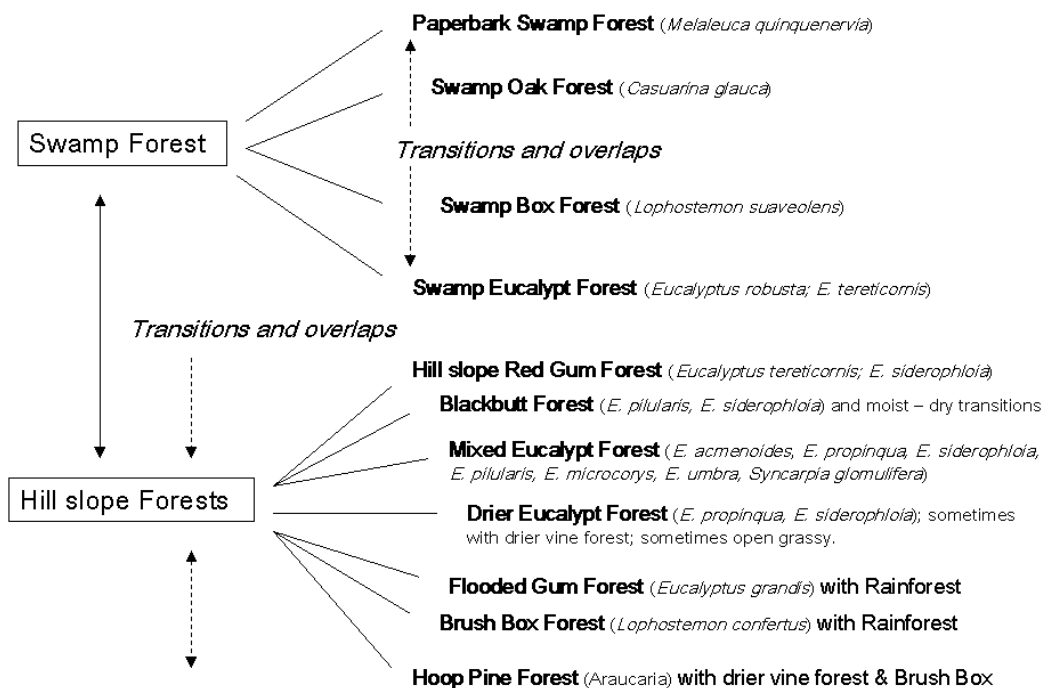 Paperbark Swamp Forest (Melaleuca quinquenervia)
Swamp Oak Forest (Casuarina glauca)
Swamp Forest
Transitions and overlaps
Swamp Box Forest (Lophostemon suaveolens)
Swamp Eucalypt Forest (Eucalyptus robusta; E. tereticornis)
Transitions and overlaps
Hill slope Red Gum Forest (Eucalyptus tereticornis; E. siderophloia)
Blackbutt Forest (E. pilularis, E. siderophloia) and moist – dry transitions
Mixed Eucalypt Forest (E. acmenoides, E. propinqua, E. siderophloia,
E. pilularis, E. microcorys, E. umbra, Syncarpia glomulifera)
Hill slope Forests
Drier Eucalypt Forest (E. propinqua, E. siderophloia); sometimes
with drier vine forest; sometimes open grassy.
Flooded Gum Forest (Eucalyptus grandis) with Rainforest
Brush Box Forest (Lophostemon confertus) with Rainforest
Hoop Pine Forest (Araucaria) with drier vine forest & Brush Box